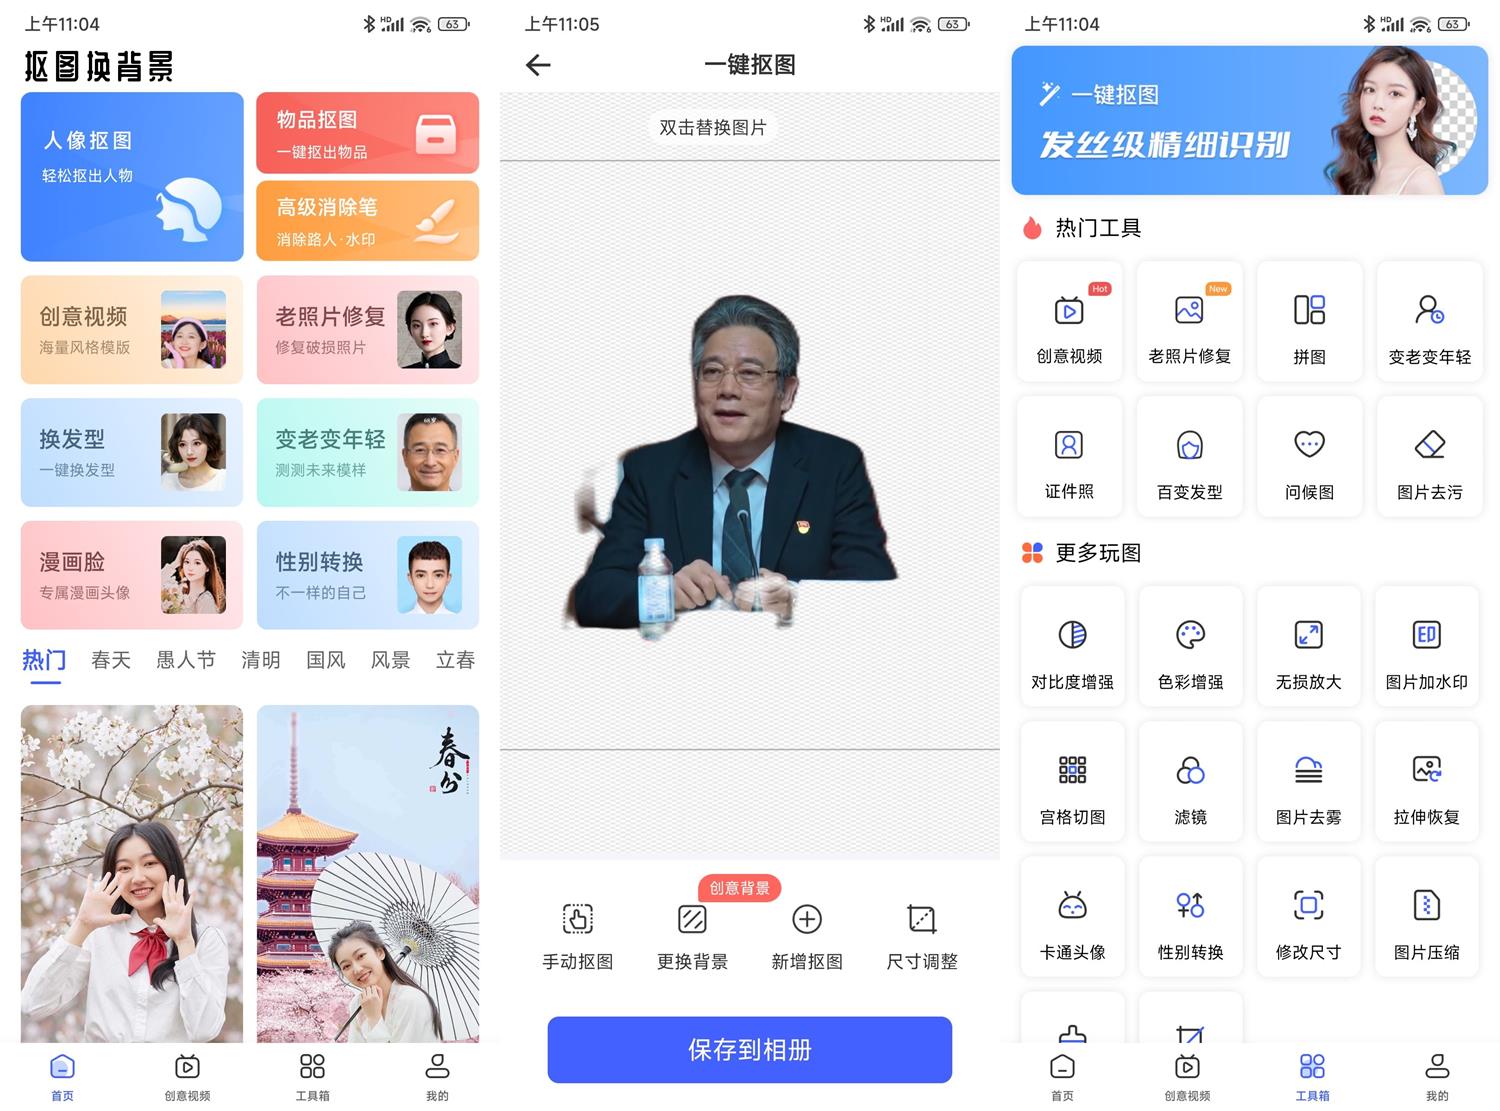 上午11:04
63
抠图换背景
人像抠图
轻松抠出人物
物品抠图
一键抠出物品
高级消除笔
消除路人·水印
创意视频
海量风格模版
老照片修复
修复破损照片
换发型
一键换发型
变老变年轻
测测未来模样
漫画脸
专属漫画头像
性别转换
不一样的自己
热门 春天 愚人节 清明 国风 风景 立春
春分
首页 创意视频 工具箱 我的
上午11:05
63
一键抠图
双击替换图片
创意背景
手动抠图 更换背景 新增抠图 尺寸调整
保存到相册
上午11:04
63
一键抠图
发丝级精细识别
热门工具
Hot
New
创意视频 老照片修复 拼图 变老变年轻
证件照 百变发型 问候图 图片去污
更多玩图
对比度增强 色彩增强 无损放大 图片加水印
宫格切图 滤镜 图片去雾 拉伸恢复
卡通头像 性别转换 修改尺寸 图片压缩
首页 创意视频 工具箱 我的